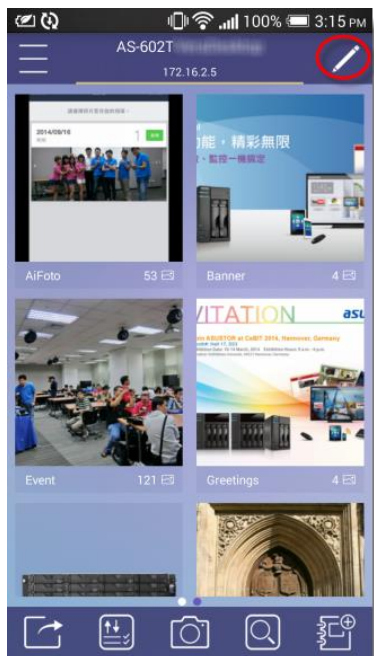 100% 3:15 PM
AS-602T
172.16.2.5
2014/08/16
1
能，精彩無限
、監控一機搞定
AiFoto 53
Banner 4
VITATION
asu
ASUSTOR at CeBIT 2014, Hannover, Germany
Event 121
Greetings 4